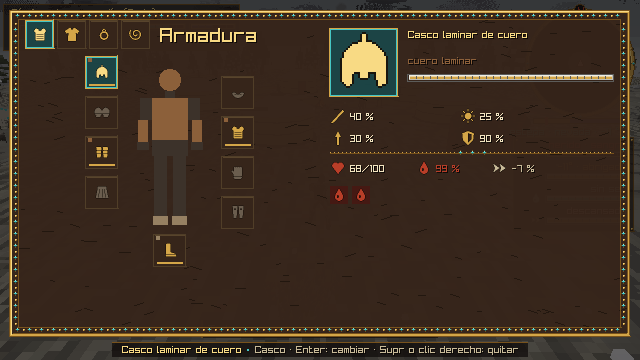 Armadura
Casco laminar de cuero
cuero laminar
40 %
25 %
30 %
90 %
68/100
99 %
-7 %
Casco laminar de cuero • Casco · Enter: cambiar · Supr o clic derecho: quitar